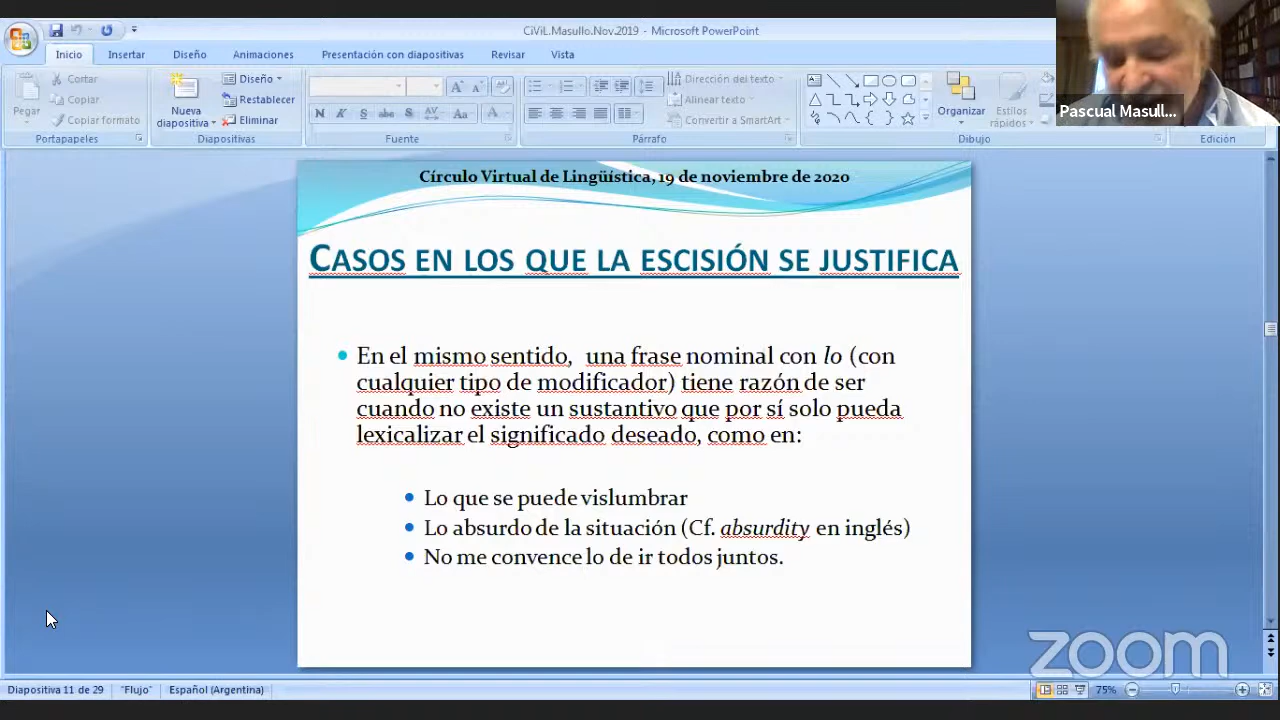 CiViL.Masullo.Nov.2019 - Microsoft PowerPoint
Inicio Insertar Diseño Animaciones Presentación con diapositivas Revisar Vista
Pegar
Cortar
Copiar
Copiar formato
Portapapeles
Nueva
diapositiva
Diseño
Restablecer
Eliminar
Diapositivas
N K S abc S AV Aa A
Fuente
Dirección del texto
Alinear texto
Convertir a SmartArt
Párrafo
Organizar
Estilos
rápidos
Dibujo
Edición
Pascual Masull...
Círculo Virtual de Lingüística, 19 de noviembre de 2020
CASOS EN LOS QUE LA ESCISIÓN SE JUSTIFICA
En el mismo sentido, una frase nominal con lo (con
cualquier tipo de modificador) tiene razón de ser
cuando no existe un sustantivo que por sí solo pueda
lexicalizar el significado deseado, como en:
Lo que se puede vislumbrar
Lo absurdo de la situación (Cf. absurdity en inglés)
No me convence lo de ir todos juntos.
zoom
Diapositiva 11 de 29 "Flujo" Español (Argentina) 75%